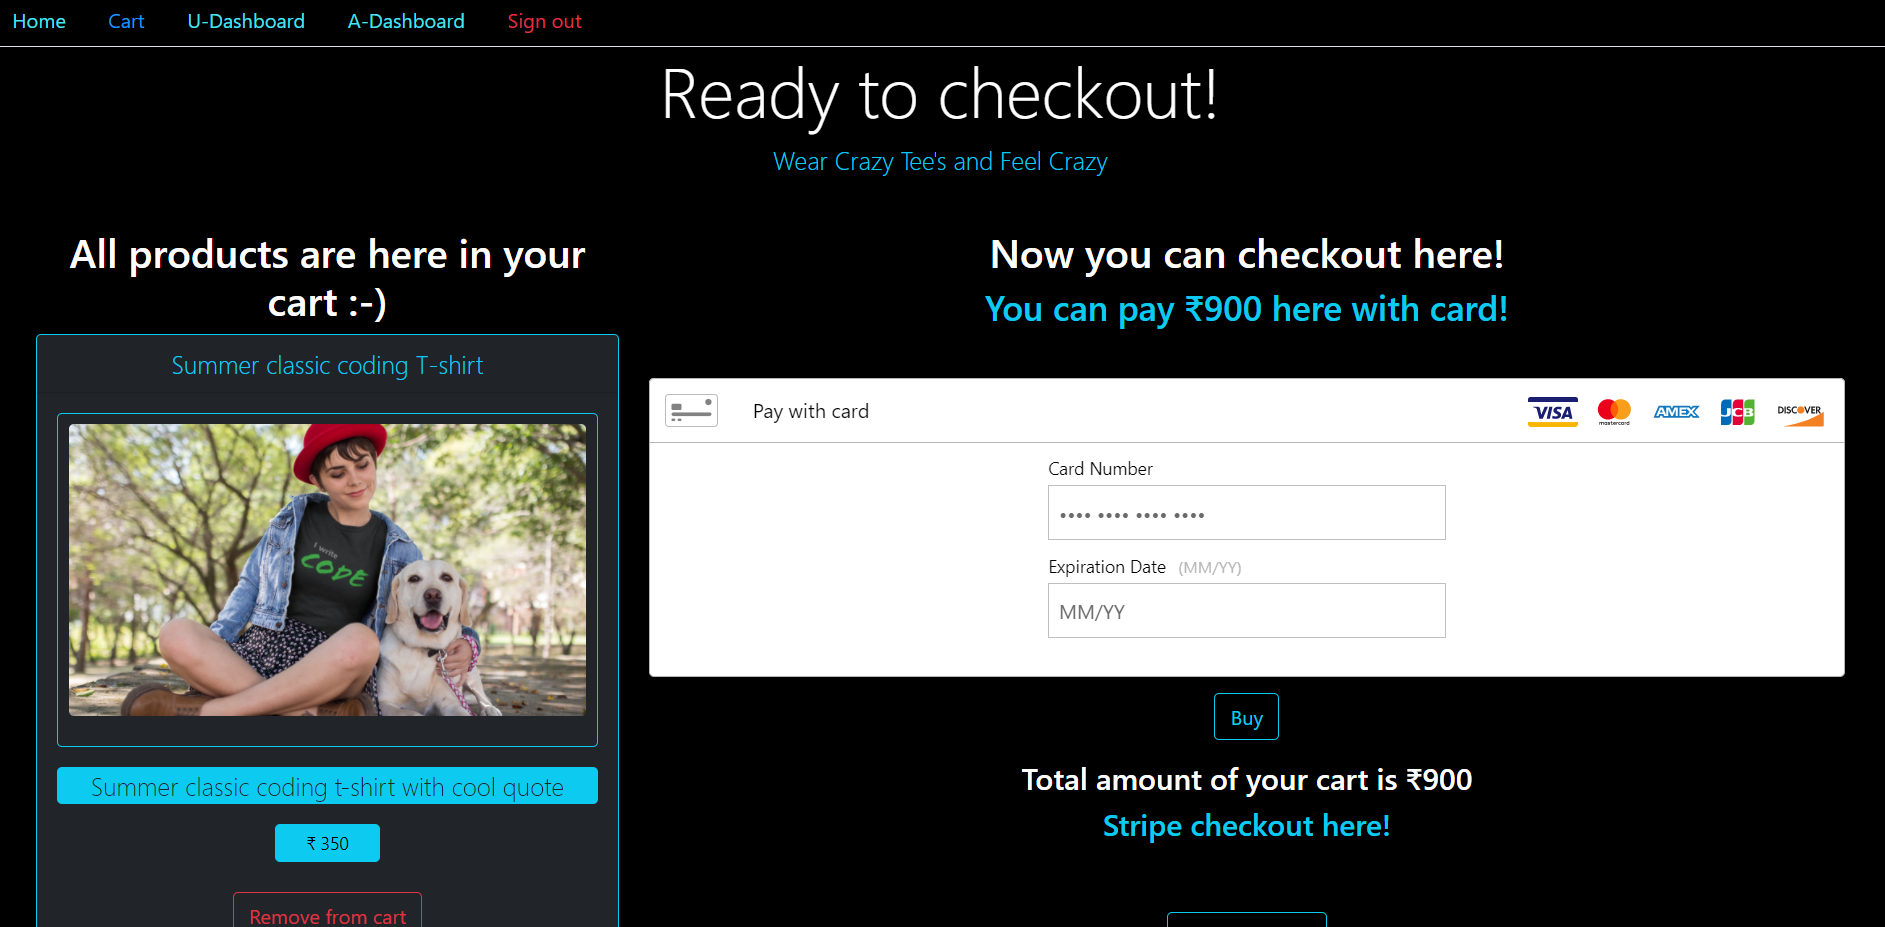 Home Cart U-Dashboard A-Dashboard Sign out
Ready to checkout!
Wear Crazy Tee's and Feel Crazy
All products are here in your
cart :-)
Summer classic coding T-shirt
I write
CODE
Summer classic coding t-shirt with cool quote
₹ 350
Remove from cart
Now you can checkout here!
You can pay ₹900 here with card!
Pay with card
VISA mastercard AMEX JCB DISCOVER
Card Number
•••• •••• •••• ••••
Expiration Date (MM/YY)
MM/YY
Buy
Total amount of your cart is ₹900
Stripe checkout here!